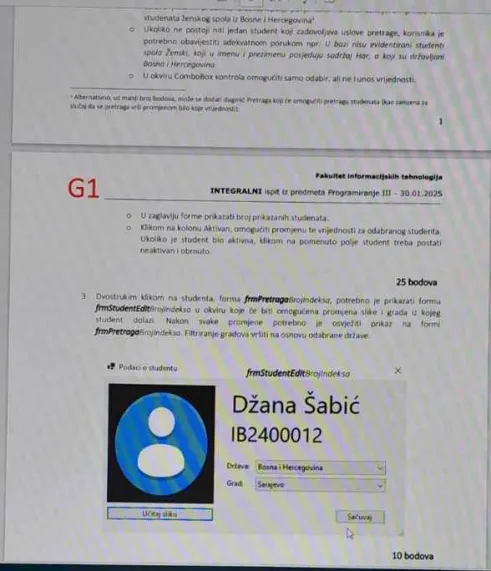 studenata ženskog spola iz Bosne i Hercegovine¹
o Ukoliko ne postoji niti jedan student koji zadovoljava uslove pretrage, korisnika je
potrebno obavijestiti adekvatnom porukom npr. U bazi nisu evidentirani studenti
spola Ženski, koji u imenu i prezimenu posjeduju sadržaj Har, a koji su državljani
Bosna i Hercegovina
o U okviru ComboBox kontrola omogućiti samo odabir, ali ne i unos vrijednosti.
¹ Alternativno, uz manji broj bodova, može se dodati dugmić Pretraga koji će omogućiti pretragu studenata (kao zamjena za
slučaj da se pretraga vrši promjenom bilo koje vrijednosti).
1
Fakultet informacijskih tehnologija
G1
INTEGRALNI ispit iz predmeta Programiranje III - 30.01.2025
o U zaglavlju forme prikazati broj prikazanih studenata.
o Klikom na kolonu Aktivan, omogućiti promjenu te vrijednosti za odabranog studenta.
Ukoliko je student bio aktivna, klikom na pomenuto polje student treba postati
neaktivan i obrnuto.
25 bodova
3. Dvostrukim klikom na studenta, forma frmPretragaBrojIndeksa, potrebno je prikazati formu
frmStudentEditBrojIndeksa u okviru koje će biti omogućena promjena slike i grada iz kojeg
student dolazi. Nakon svake promjene potrebno je osvježiti prikaz na formi
frmPretragaBrojIndeksa. Filtriranje gradova vršiti na osnovu odabrane države.
Podaci o studentu
frmStudentEditBrojIndeksa
Džana Šabić
IB2400012
Država: Bosna i Hercegovina
Grad: Sarajevo
Učitaj sliku
Sačuvaj
10 bodova